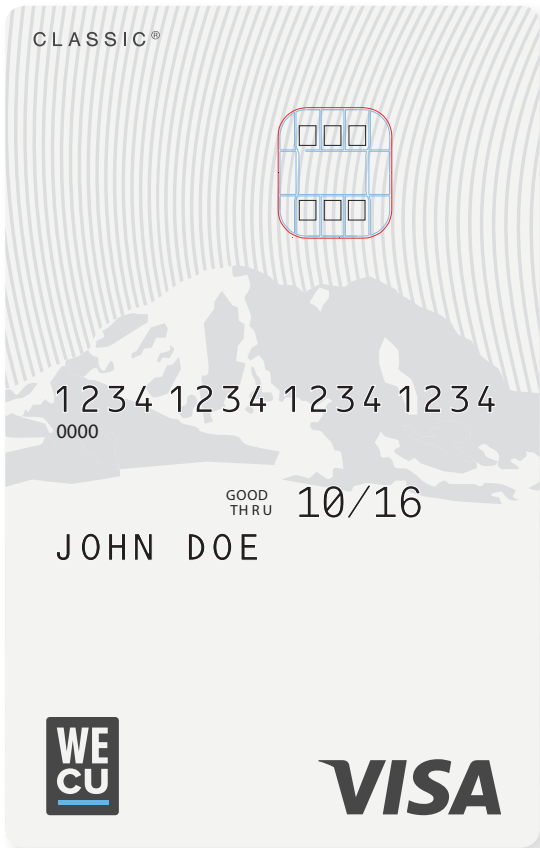 CLASSIC®
1234 1234 1234 1234
0000
GOOD
THRU 10/16
JOHN DOE
WE
CU
VISA